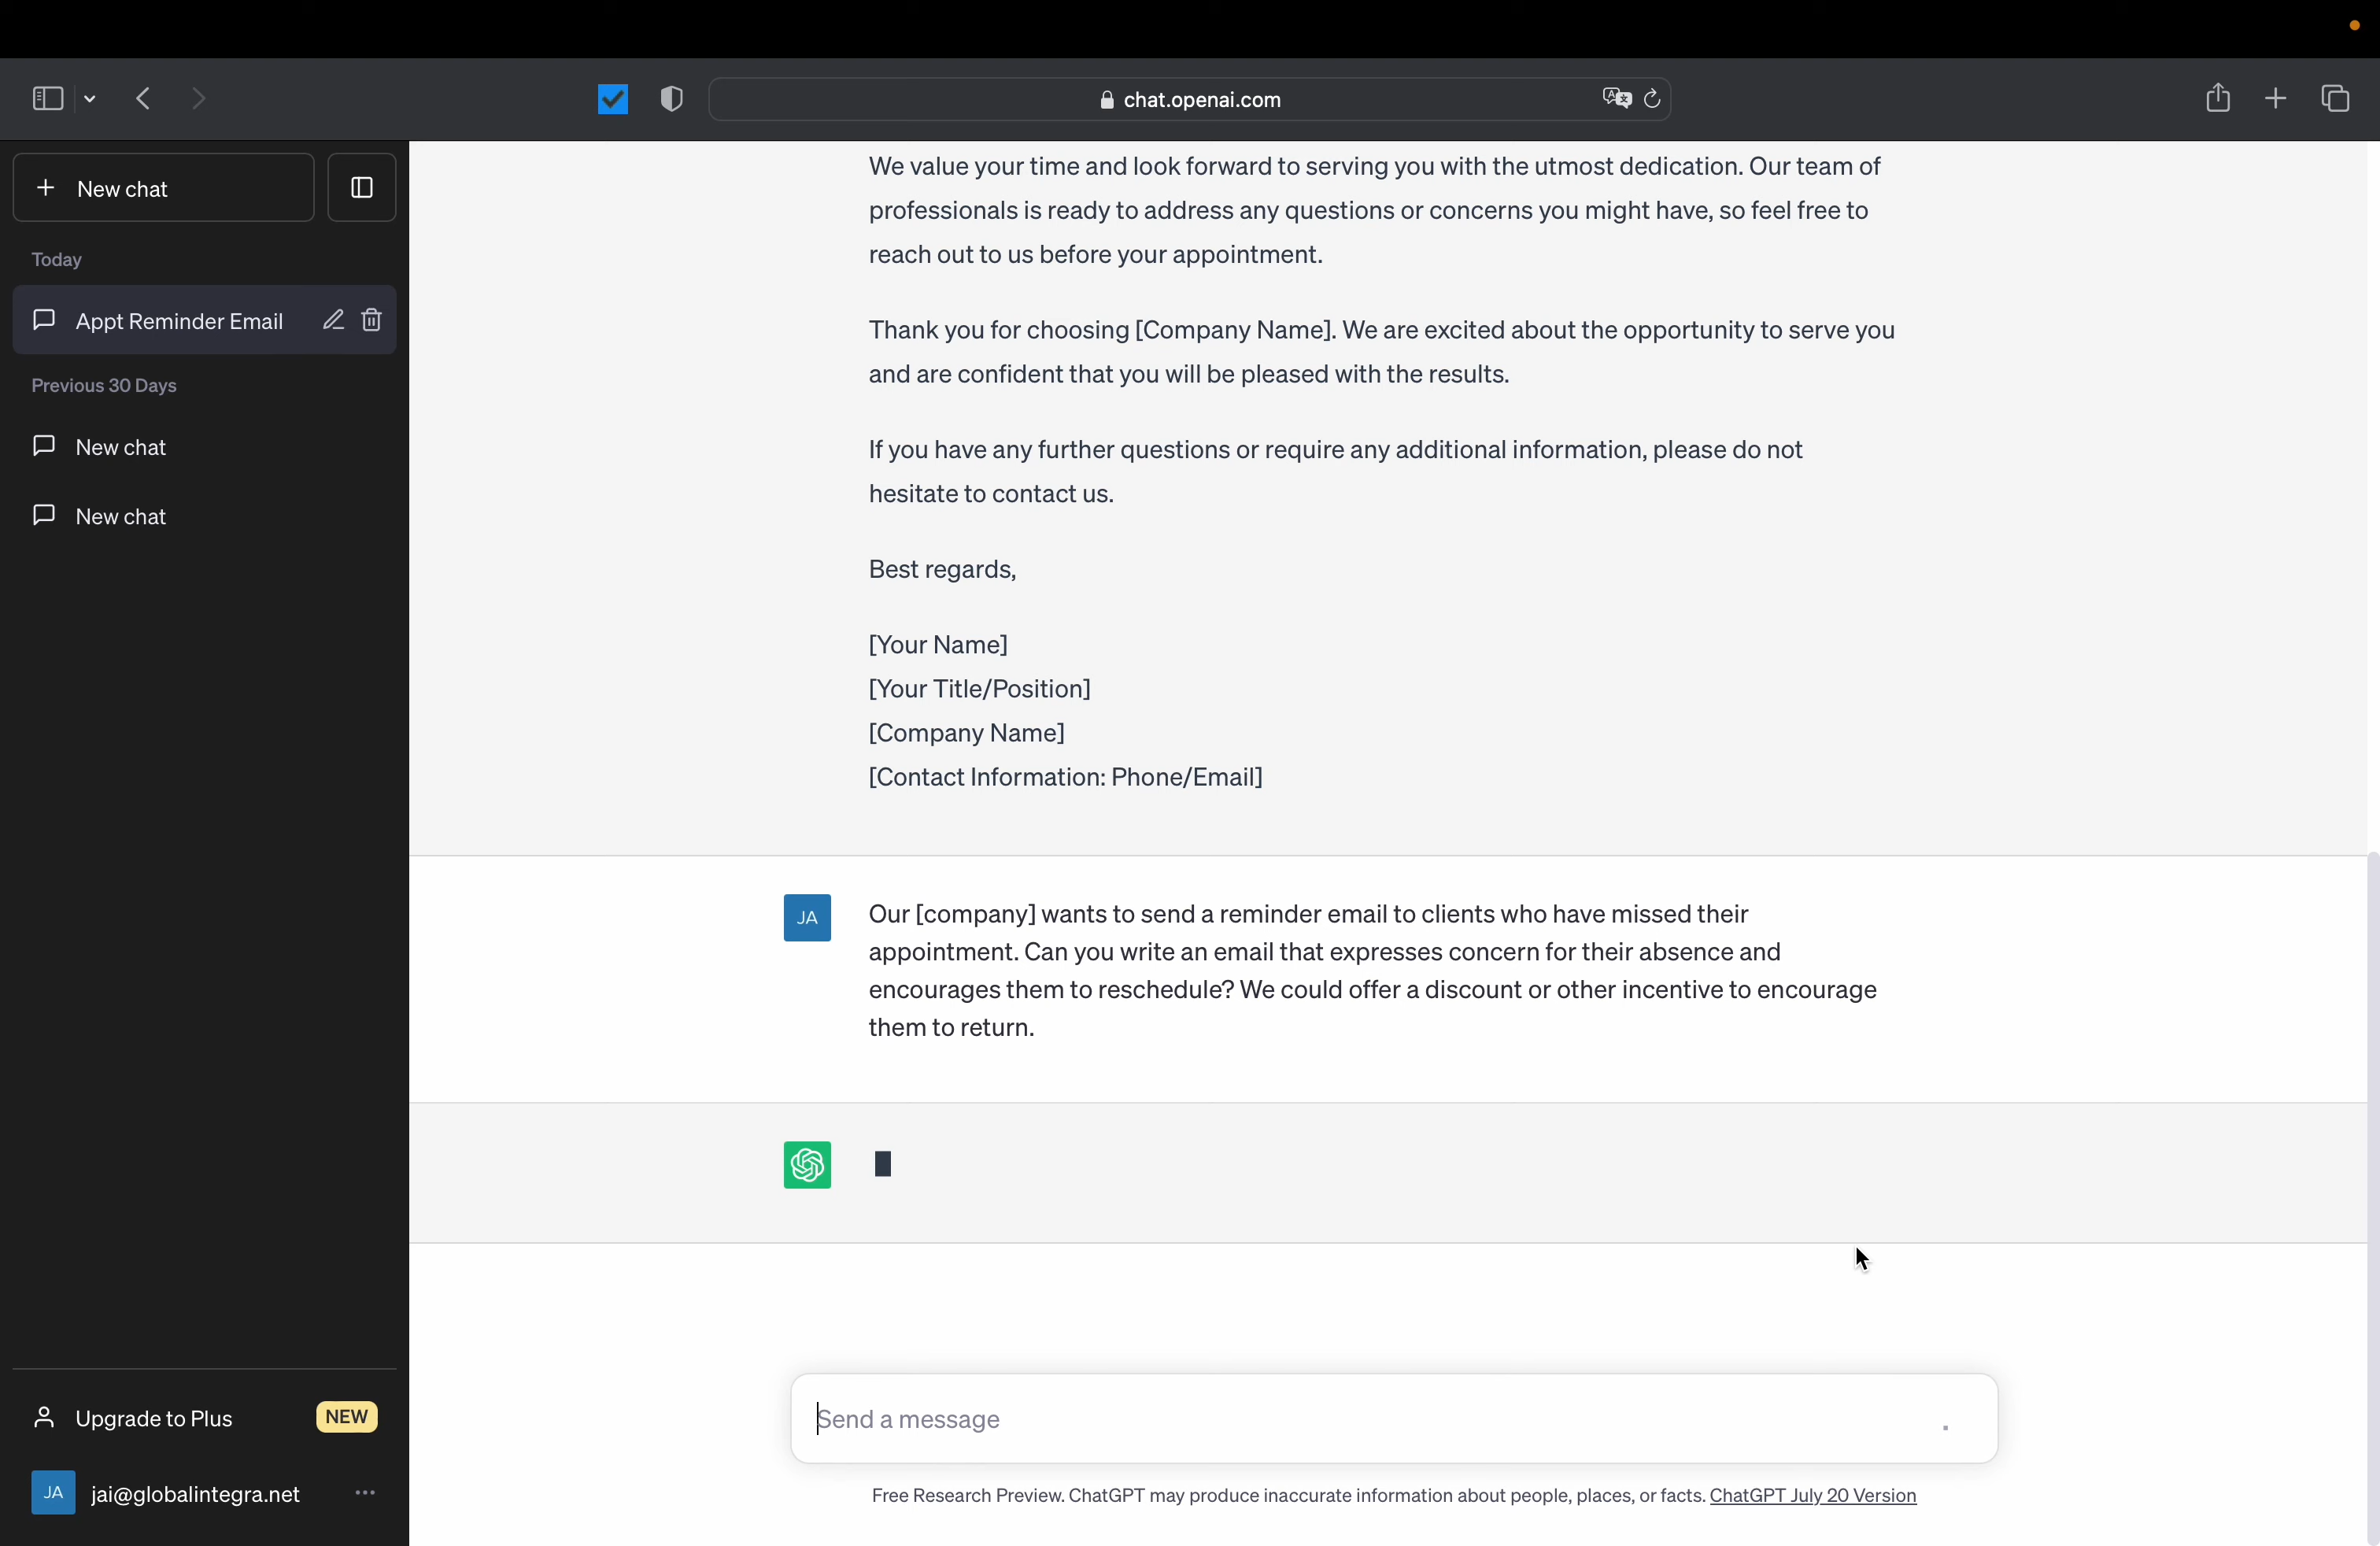 chat.openai.com
New chat
Today
Appt Reminder Email
Previous 30 Days
New chat
New chat
Upgrade to Plus NEW
JA jai@globalintegra.net
We value your time and look forward to serving you with the utmost dedication. Our team of
professionals is ready to address any questions or concerns you might have, so feel free to
reach out to us before your appointment.
Thank you for choosing [Company Name]. We are excited about the opportunity to serve you
and are confident that you will be pleased with the results.
If you have any further questions or require any additional information, please do not
hesitate to contact us.
Best regards,
[Your Name]
[Your Title/Position]
[Company Name]
[Contact Information: Phone/Email]
JA
Our [company] wants to send a reminder email to clients who have missed their
appointment. Can you write an email that expresses concern for their absence and
encourages them to reschedule? We could offer a discount or other incentive to encourage
them to return.
Send a message
Free Research Preview. ChatGPT may produce inaccurate information about people, places, or facts. ChatGPT July 20 Version